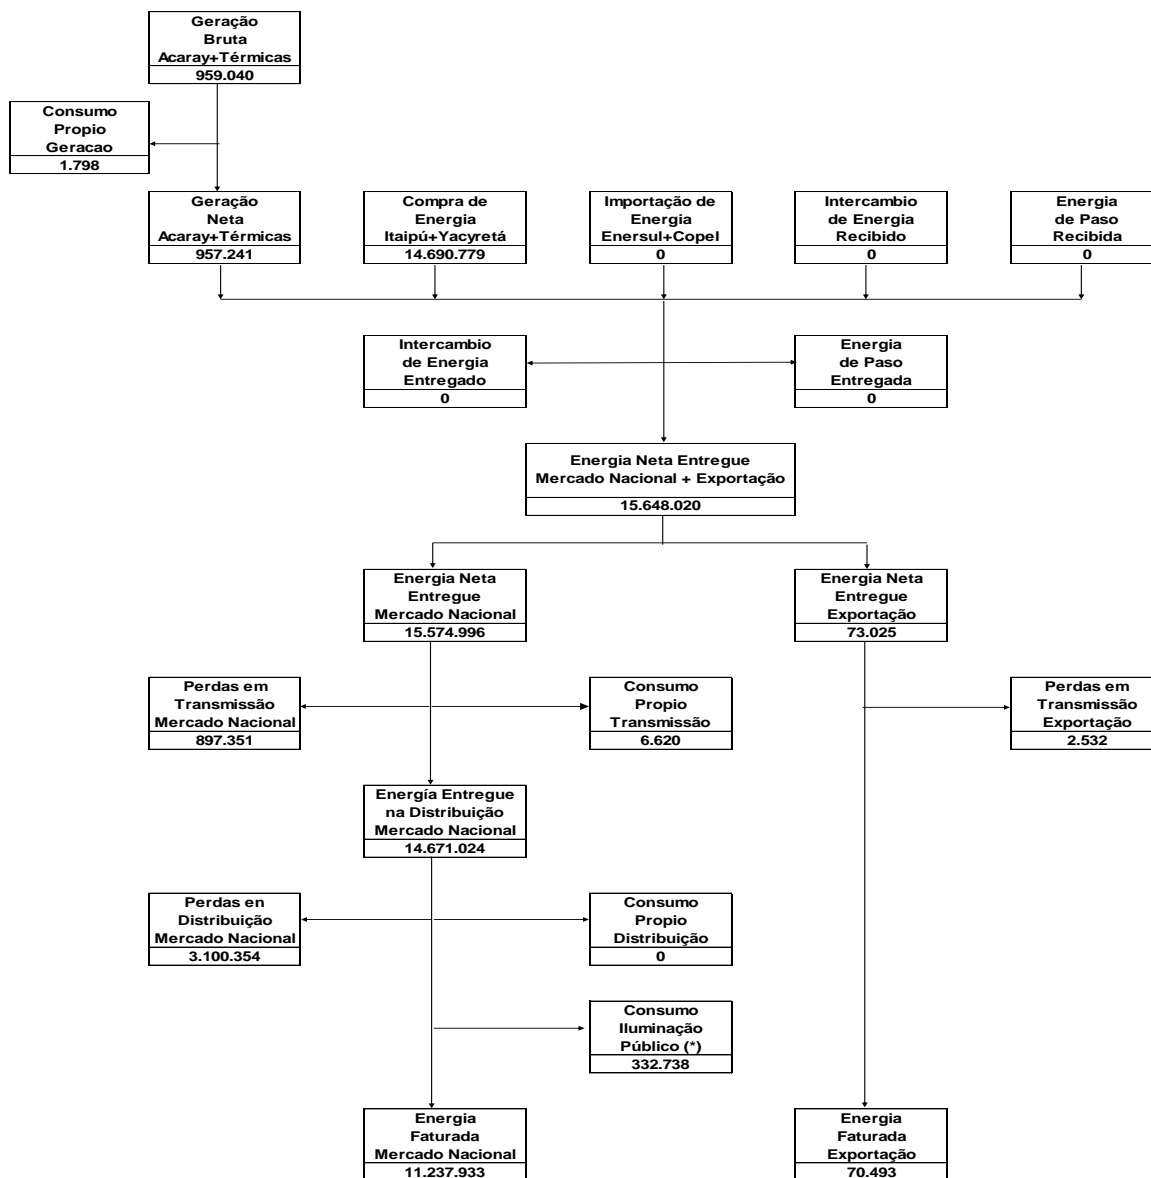 Geração
Bruta
Acaray+Térmicas
959.040
Consumo
Propio
Geracao
1.798
Geração
Neta
Acaray+Térmicas
957.241
Compra de
Energia
Itaipú+Yacyretá
14.690.779
Importação de
Energia
Enersul+Copel
0
Intercambio
de Energia
Recibido
0
Energia
de Paso
Recibida
0
Intercambio
de Energia
Entregado
0
Energia
de Paso
Entregada
0
Energia Neta Entregue
Mercado Nacional + Exportação
15.648.020
Energia Neta
Entregue
Mercado Nacional
15.574.996
Energia Neta
Entregue
Exportação
73.025
Perdas em
Transmissão
Mercado Nacional
897.351
Consumo
Propio
Transmissão
6.620
Perdas em
Transmissão
Exportação
2.532
Energía Entregue
na Distribuição
Mercado Nacional
14.671.024
Perdas en
Distribuição
Mercado Nacional
3.100.354
Consumo
Propio
Distribuição
0
Consumo
Iluminação
Público (*)
332.738
Energia
Faturada
Mercado Nacional
11.237.933
Energia
Faturada
Exportação
70.493